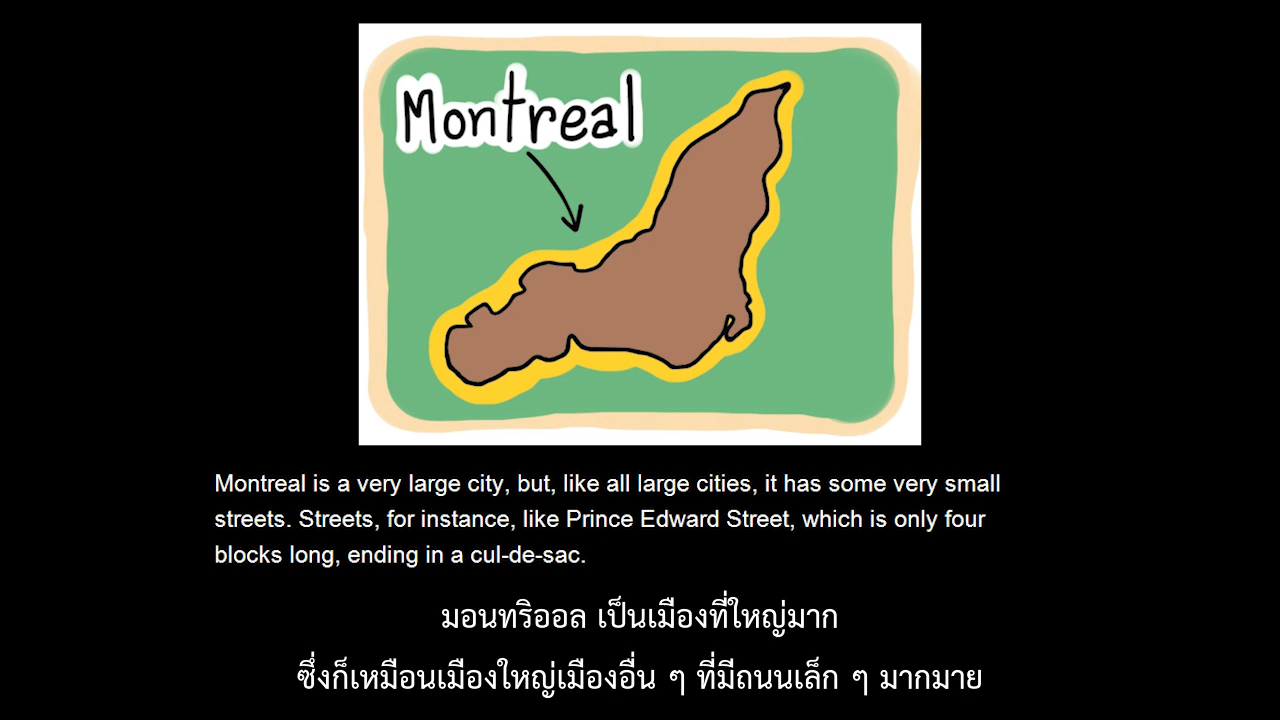 Montreal
Montreal is a very large city, but, like all large cities, it has some very small
streets. Streets, for instance, like Prince Edward Street, which is only four
blocks long, ending in a cul-de-sac.
มอนทริออล เป็นเมืองที่ใหญ่มาก
ซึ่งก็เหมือนเมืองใหญ่เมืองอื่น ๆ ที่มีถนนเล็ก ๆ มากมาย